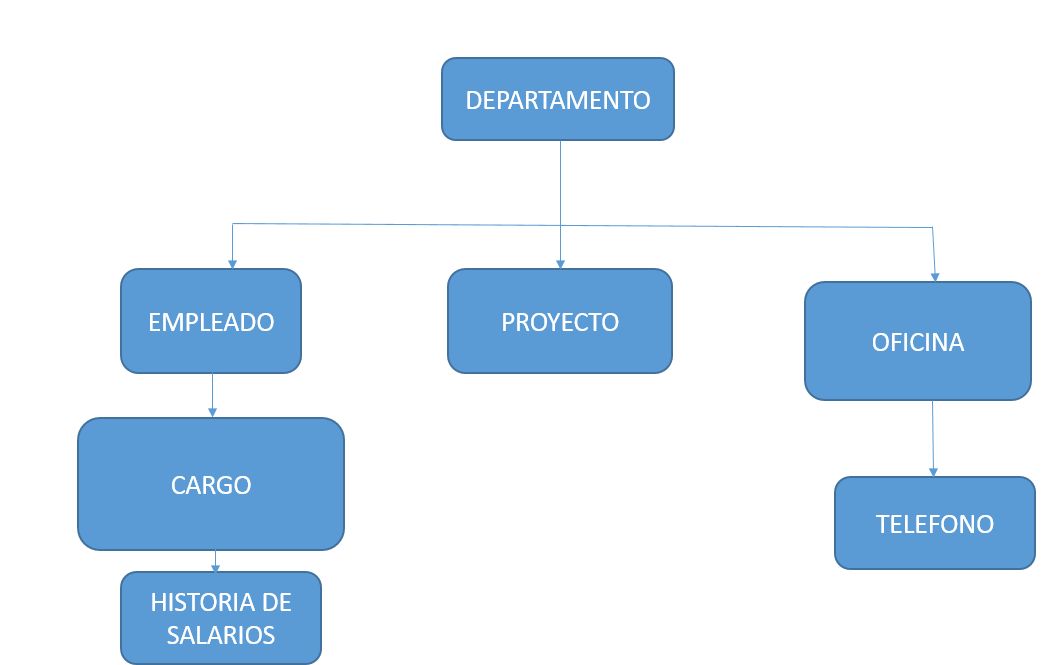 DEPARTAMENTO
EMPLEADO
PROYECTO
OFICINA
CARGO
TELEFONO
HISTORIA DE
SALARIOS